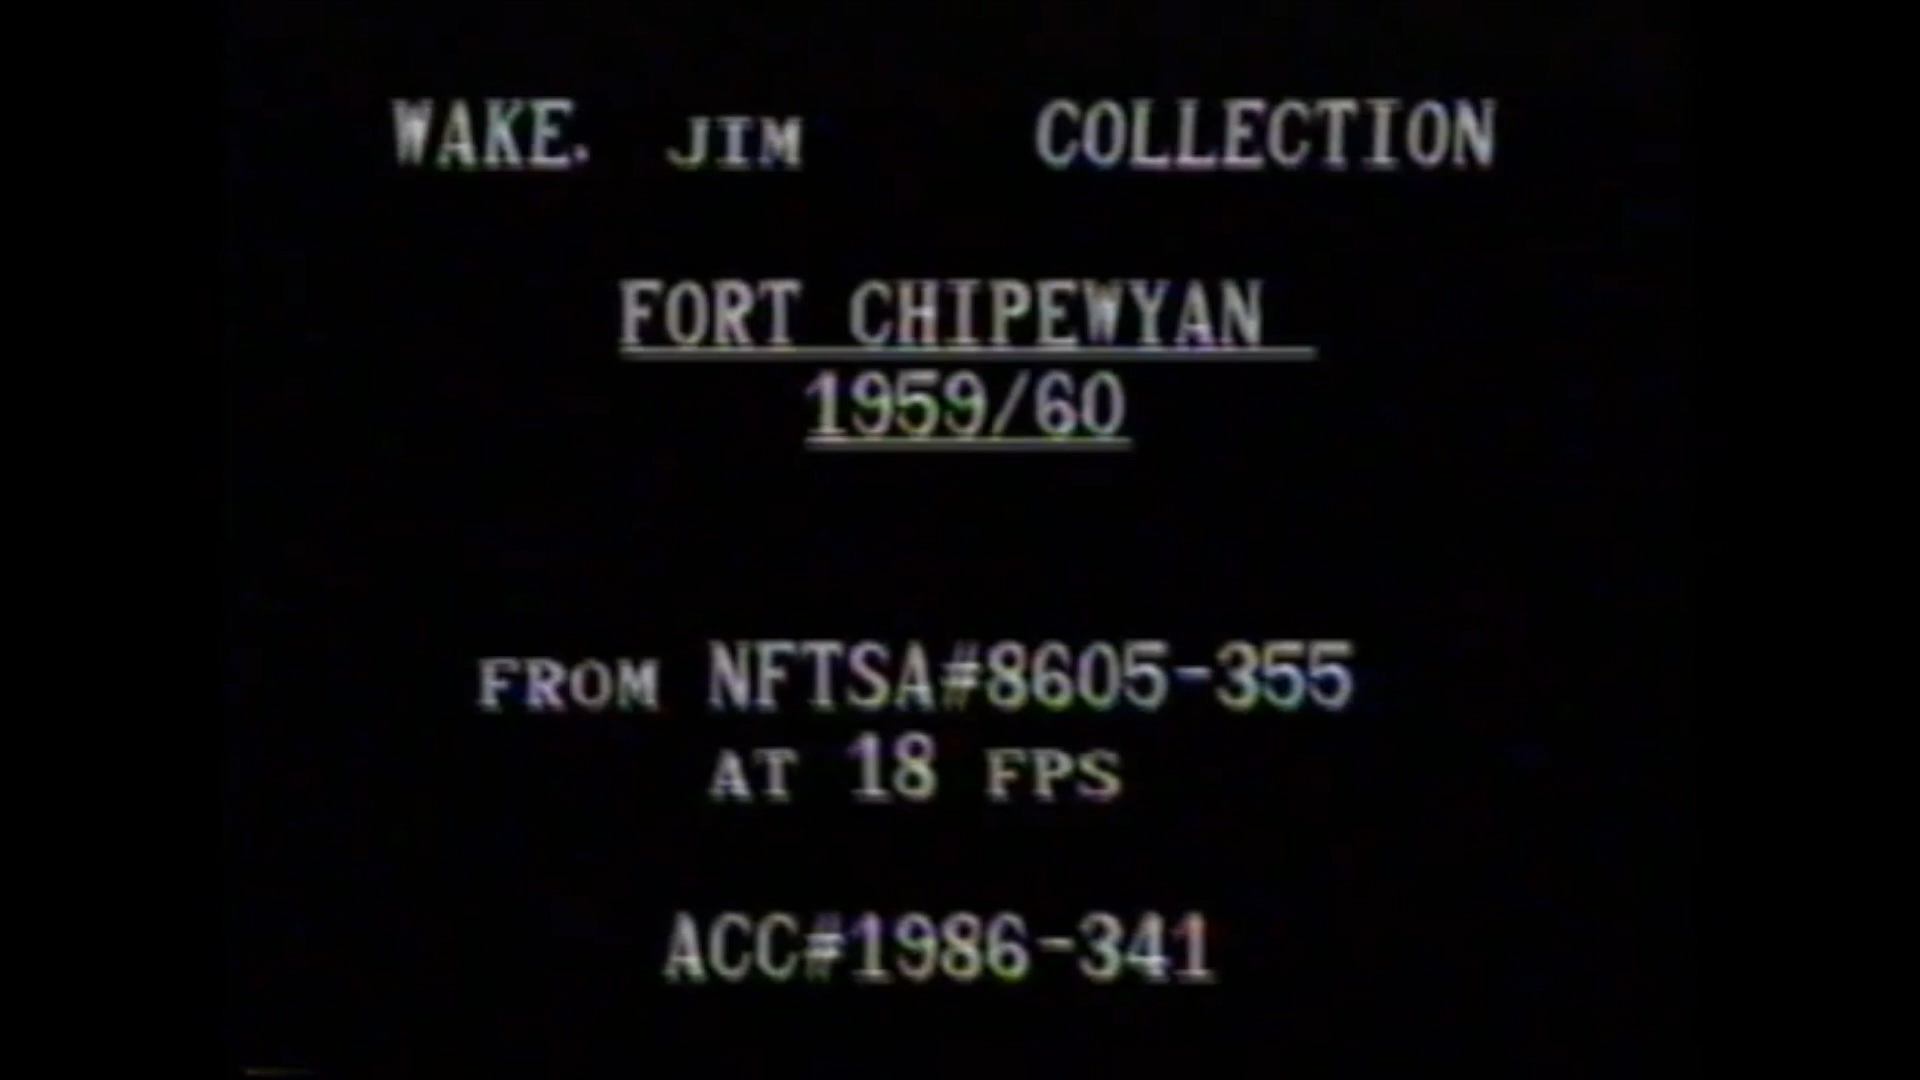 WAKE. JIM COLLECTION
FORT CHIPEWYAN
1959/60
FROM NFTSA#8605-355
AT 18 FPS
ACC#1986-341